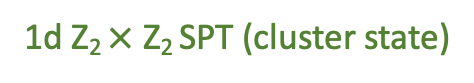 1d Z₂ × Z₂ SPT (cluster state)